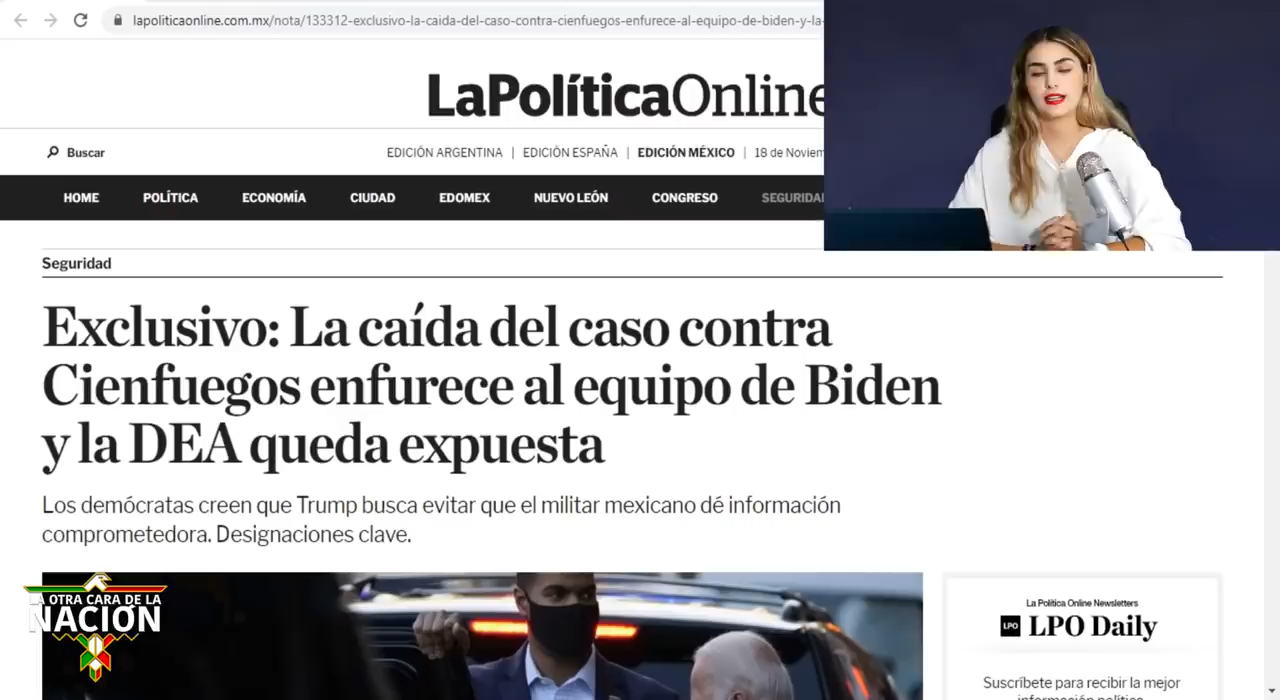 lapoliticaonline.com.mx/nota/133312-exclusivo-la-caida-del-caso-contra-cienfuegos-enfurece-al-equipo-de-biden-y-la-
LaPolíticaOnline
Buscar
EDICIÓN ARGENTINA | EDICIÓN ESPAÑA | EDICIÓN MÉXICO | 18 de Noviem
HOME POLÍTICA ECONOMÍA CIUDAD EDOMEX NUEVO LEÓN CONGRESO SEGURIDAD
Seguridad
Exclusivo: La caída del caso contra
Cienfuegos enfurece al equipo de Biden
y la DEA queda expuesta
Los demócratas creen que Trump busca evitar que el militar mexicano dé información
comprometedora. Designaciones clave.
LA OTRA CARA DE LA
NACIÓN
La Política Online Newsletters
LPO LPO Daily
Suscríbete para recibir la mejor
información política